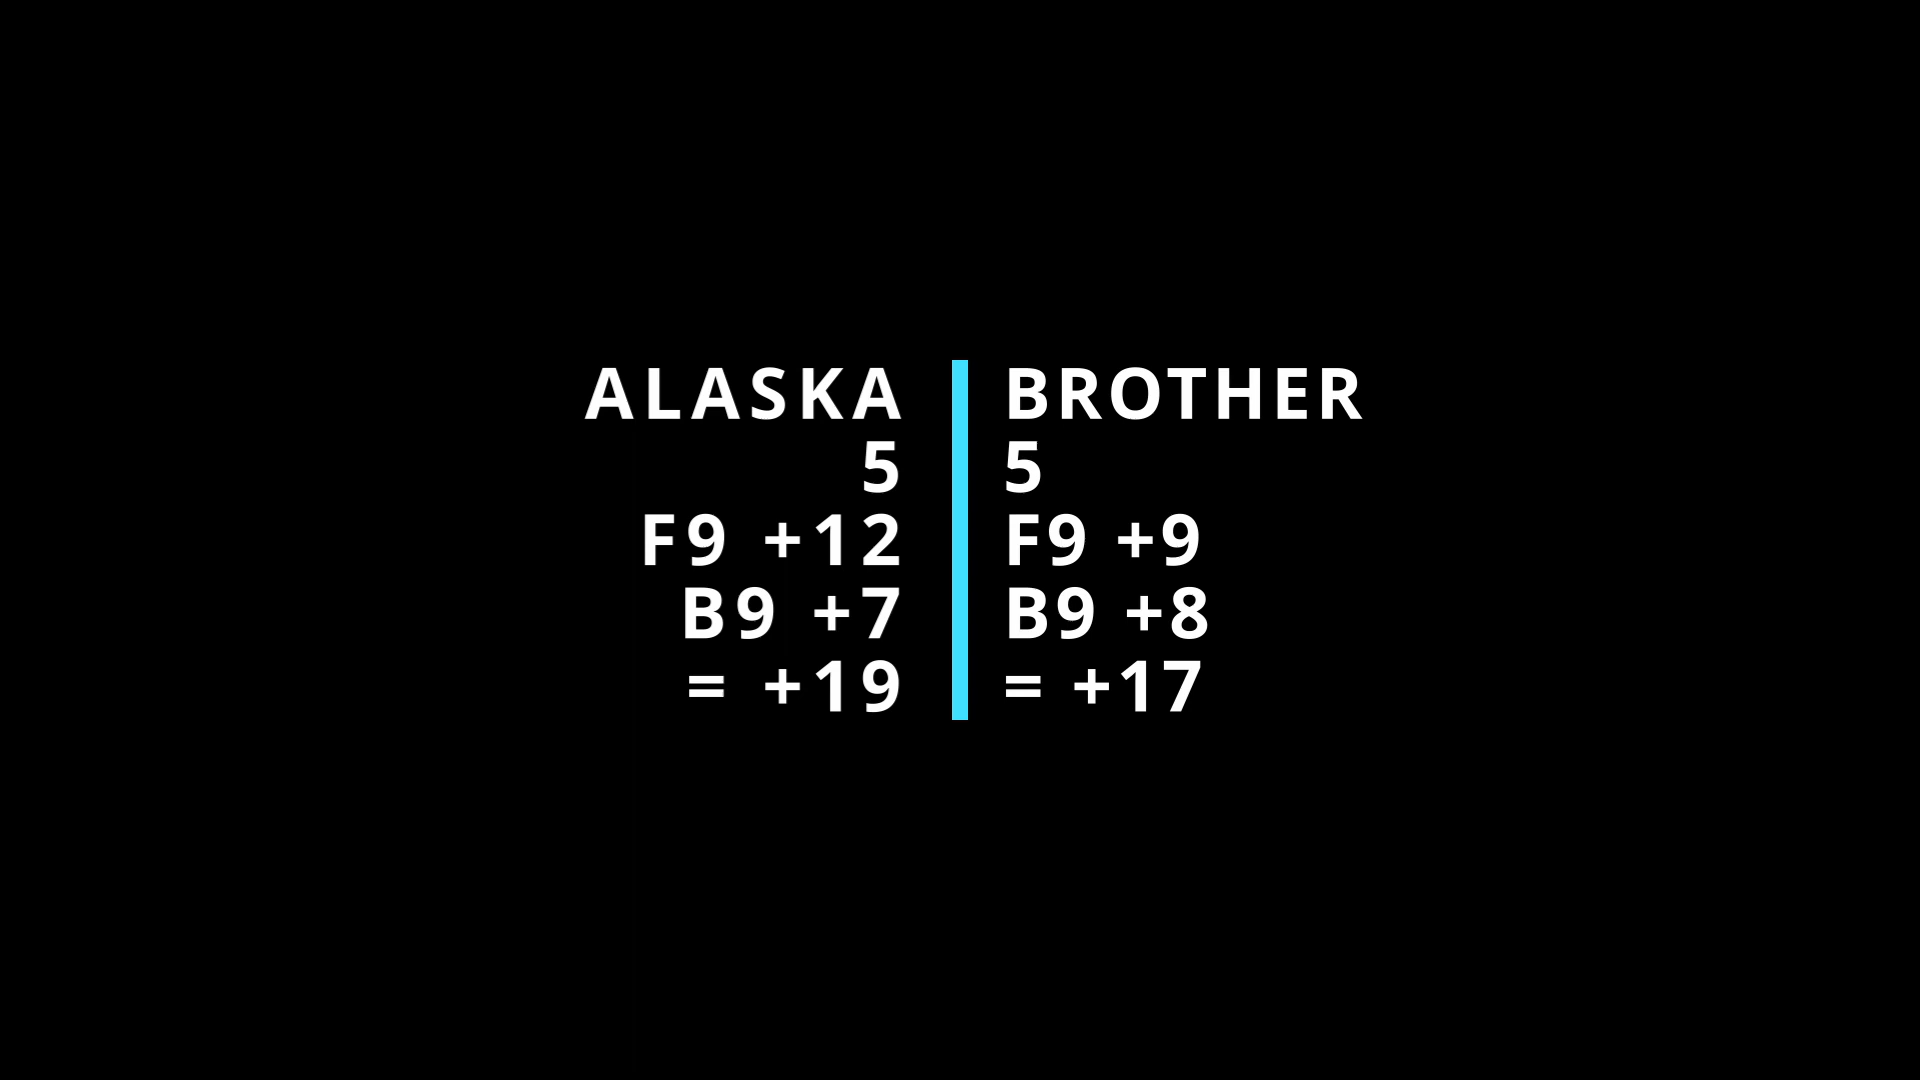 ALASKA
5
F9 +12
B9 +7
= +19
BROTHER
5
F9 +9
B9 +8
= +17